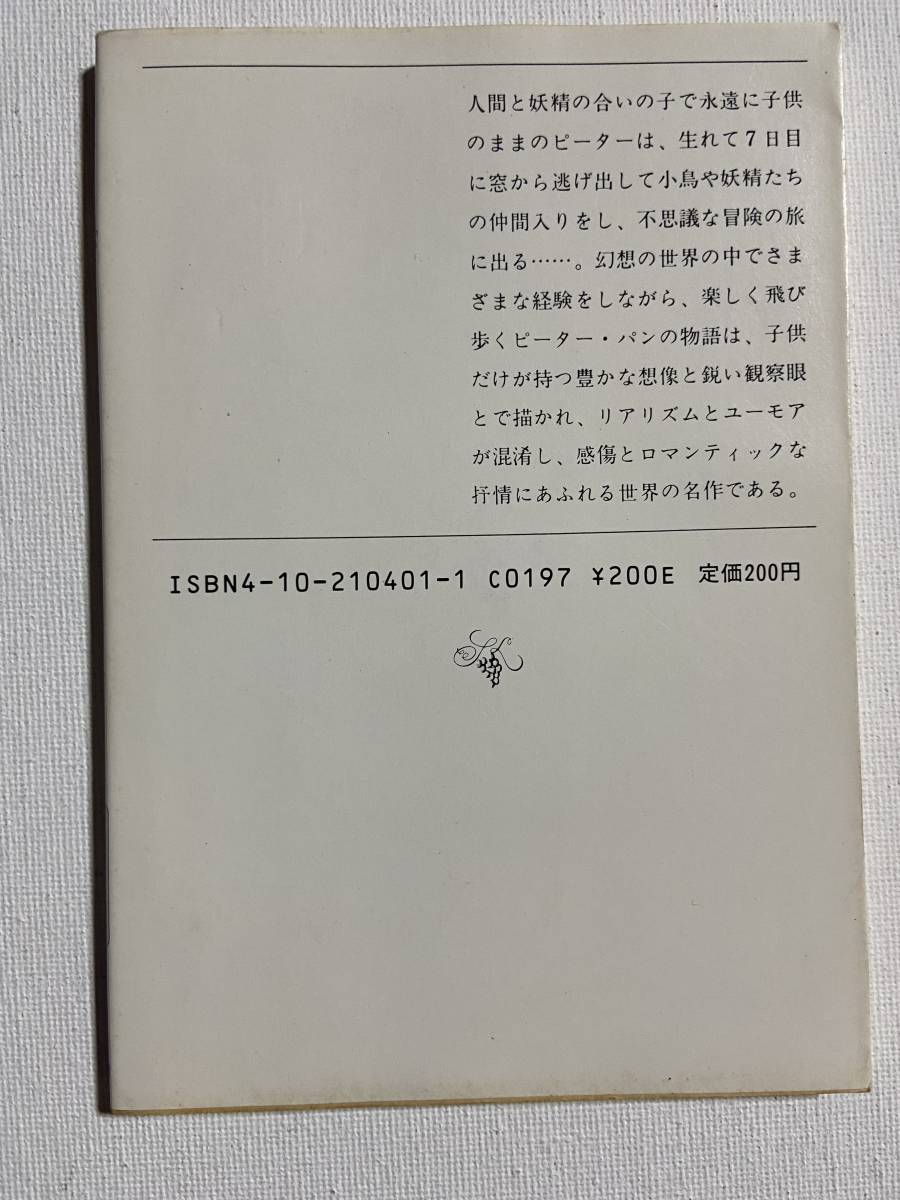 人間と妖精の合いの子で永遠に子供
のままのピーターは、生れて7日目
に窓から逃げ出して小鳥や妖精たち
の仲間入りをし、不思議な冒険の旅
に出る……。幻想の世界の中でさま
ざまな経験をしながら、楽しく飛び
歩くピーター・パンの物語は、子供
だけが持つ豊かな想像と鋭い観察眼
とで描かれ、リアリズムとユーモア
が混淆し、感傷とロマンティックな
抒情にあふれる世界の名作である。
ISBN4-10-210401-1 C0197 ¥200E 定価200円